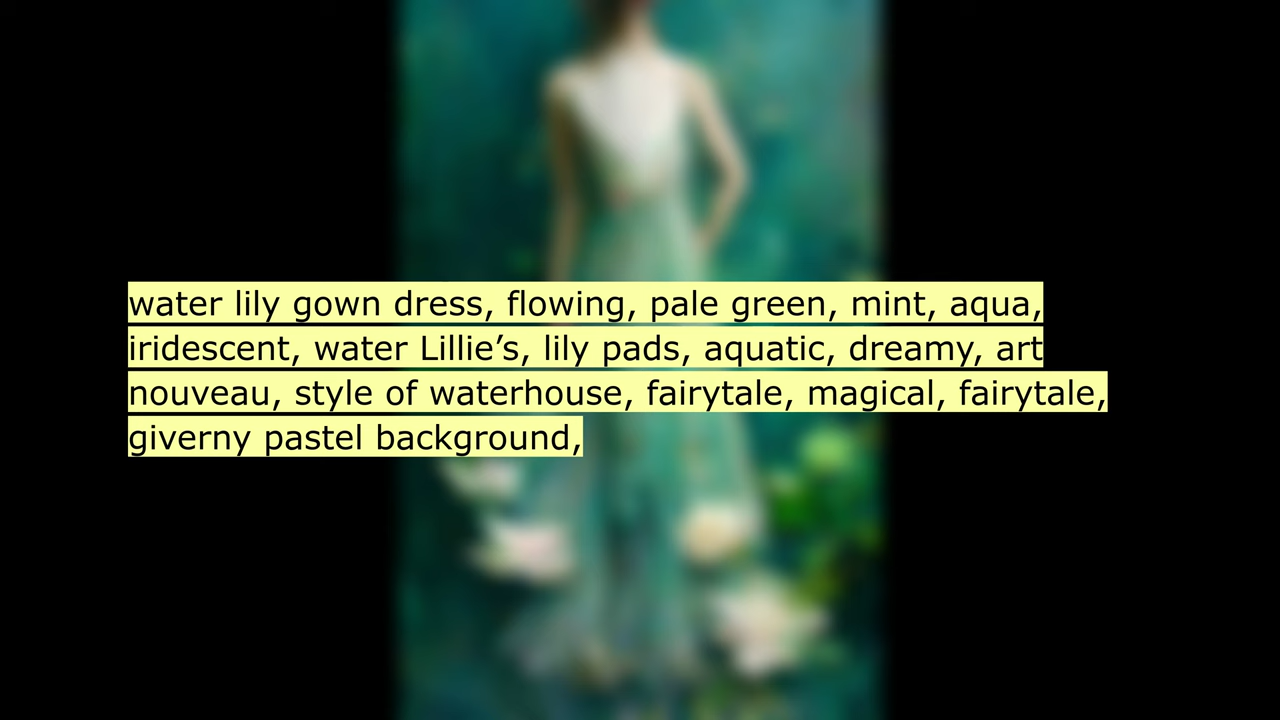 water lily gown dress, flowing, pale green, mint, aqua,
iridescent, water Lillie’s, lily pads, aquatic, dreamy, art
nouveau, style of waterhouse, fairytale, magical, fairytale,
giverny pastel background,